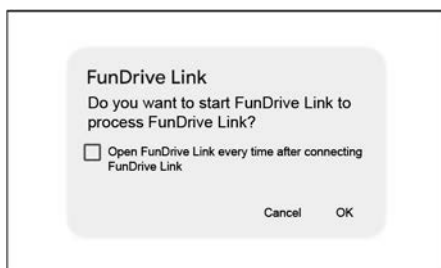 FunDrive Link
Do you want to start FunDrive Link to
process FunDrive Link?
Open FunDrive Link every time after connecting
FunDrive Link
Cancel OK